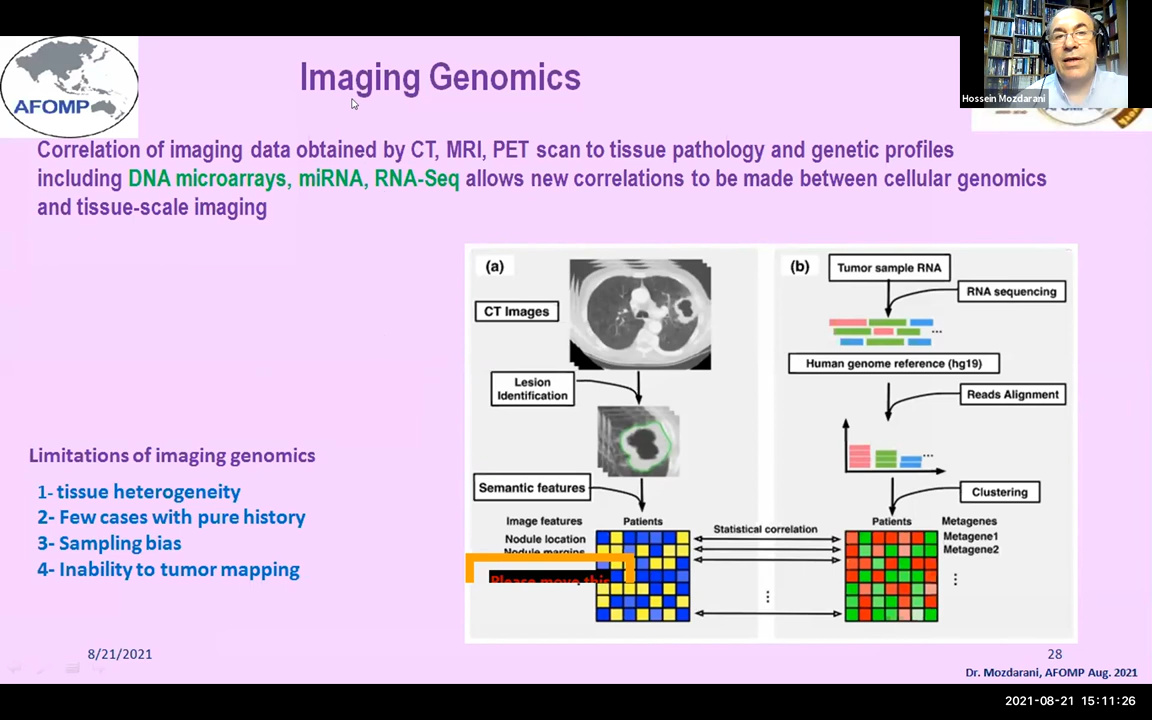 AFOMP
Imaging Genomics
Hossein Mozdarani
Correlation of imaging data obtained by CT, MRI, PET scan to tissue pathology and genetic profiles
including DNA microarrays, miRNA, RNA-Seq allows new correlations to be made between cellular genomics
and tissue-scale imaging
(a)
CT Images
Lesion
Identification
Semantic features
Image features
Patients
Nodule location
Nodule margins
Please move this
Statistical correlation
(b)
Tumor sample RNA
RNA sequencing
...
Human genome reference (hg19)
Reads Alignment
...
Clustering
Patients
Metagenes
Metagene1
Metagene2
Limitations of imaging genomics
1- tissue heterogeneity
2- Few cases with pure history
3- Sampling bias
4- Inability to tumor mapping
8/21/2021
28
Dr. Mozdarani, AFOMP Aug. 2021
2021-08-21 15:11:26